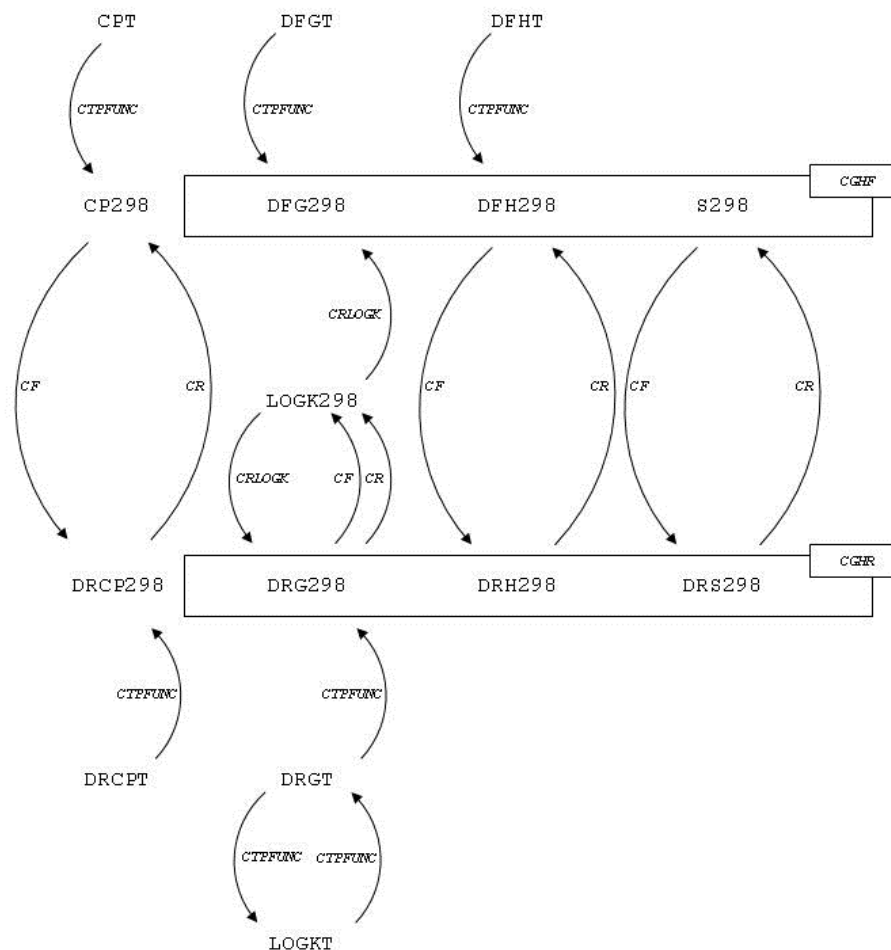 CPT DFGT DFHT
CTPFUNC CTPFUNC CTPFUNC
CGHF
CP298 DFG298 DFH298 S298
CRLOGK
CF CR CF CR CF CR
LOGK298
CRLOGK CF CR
CGHR
DRCP298 DRG298 DRH298 DRS298
CTPFUNC CTPFUNC
DRCPT DRGT
CTPFUNC CTPFUNC
LOGKT